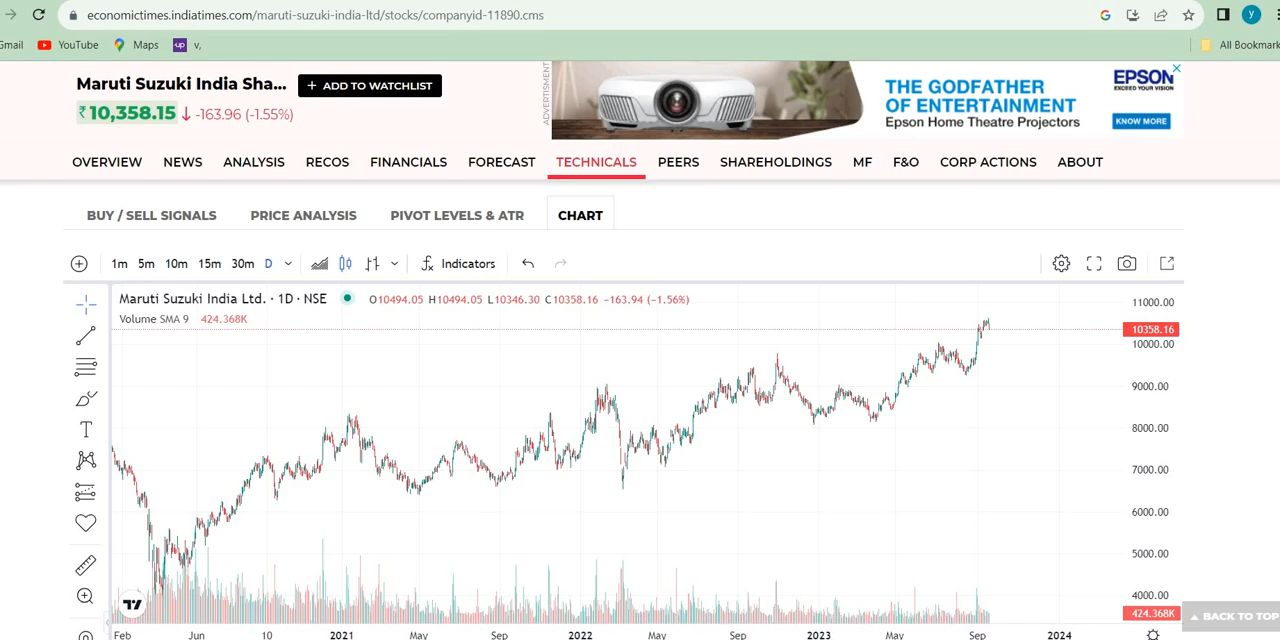 economictimes.indiatimes.com/maruti-suzuki-india-ltd/stocks/companyid-11890.cms
Gmail YouTube Maps up v, All Bookmark
Maruti Suzuki India Sha... + ADD TO WATCHLIST
₹10,358.15 ↓ -163.96 (-1.55%)
ADVERTISMENT
THE GODFATHER
OF ENTERTAINMENT
Epson Home Theatre Projectors
EPSON
EXCEED YOUR VISION
KNOW MORE
OVERVIEW NEWS ANALYSIS RECOS FINANCIALS FORECAST TECHNICALS PEERS SHAREHOLDINGS MF F&O CORP ACTIONS ABOUT
BUY / SELL SIGNALS PRICE ANALYSIS PIVOT LEVELS & ATR CHART
1m 5m 10m 15m 30m D Indicators
Maruti Suzuki India Ltd. · 1D · NSE O10494.05 H10494.05 L10346.30 C10358.16 -163.94 (-1.56%)
Volume SMA 9 424.368K
11000.00
10358.16
10000.00
9000.00
8000.00
7000.00
6000.00
5000.00
4000.00
424.368K
BACK TO TOP
Feb Jun 10 2021 May Sep 2022 May Sep 2023 May Sep 2024